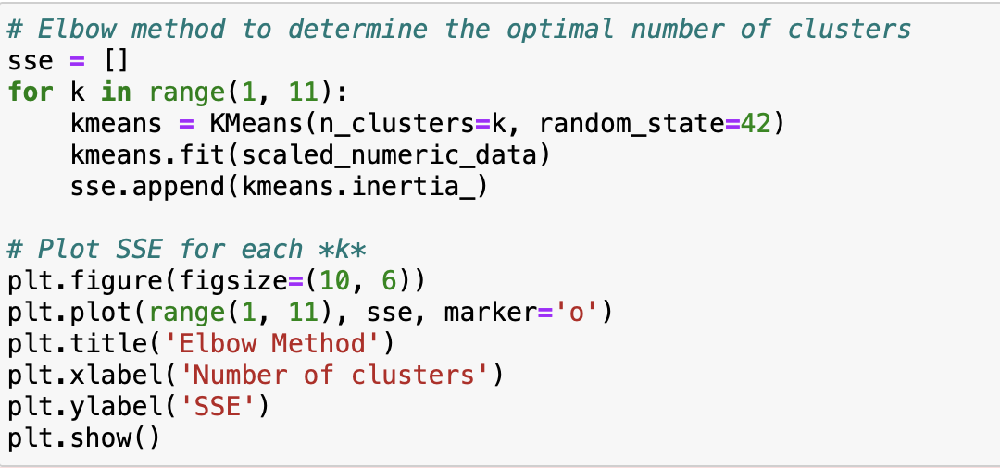 # Elbow method to determine the optimal number of clusters
sse = []
for k in range(1, 11):
    kmeans = KMeans(n_clusters=k, random_state=42)
    kmeans.fit(scaled_numeric_data)
    sse.append(kmeans.inertia_)

# Plot SSE for each *k*
plt.figure(figsize=(10, 6))
plt.plot(range(1, 11), sse, marker='o')
plt.title('Elbow Method')
plt.xlabel('Number of clusters')
plt.ylabel('SSE')
plt.show()